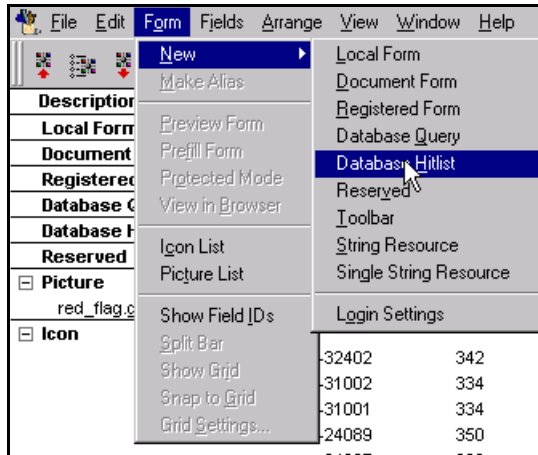 File Edit Form Fields Arrange View Window Help
New
Make Alias
Preview Form
Prefill Form
Protected Mode
View in Browser
Icon List
Picture List
Show Field IDs
Split Bar
Show Grid
Snap to Grid
Grid Settings...
Local Form
Document Form
Registered Form
Database Query
Database Hitlist
Reserved
Toolbar
String Resource
Single String Resource
Login Settings
Description
Local Form
Document
Registered
Database
Database H
Reserved
Picture
red_flag.g
Icon
-32402 342
-31002 334
-31001 334
-24089 350